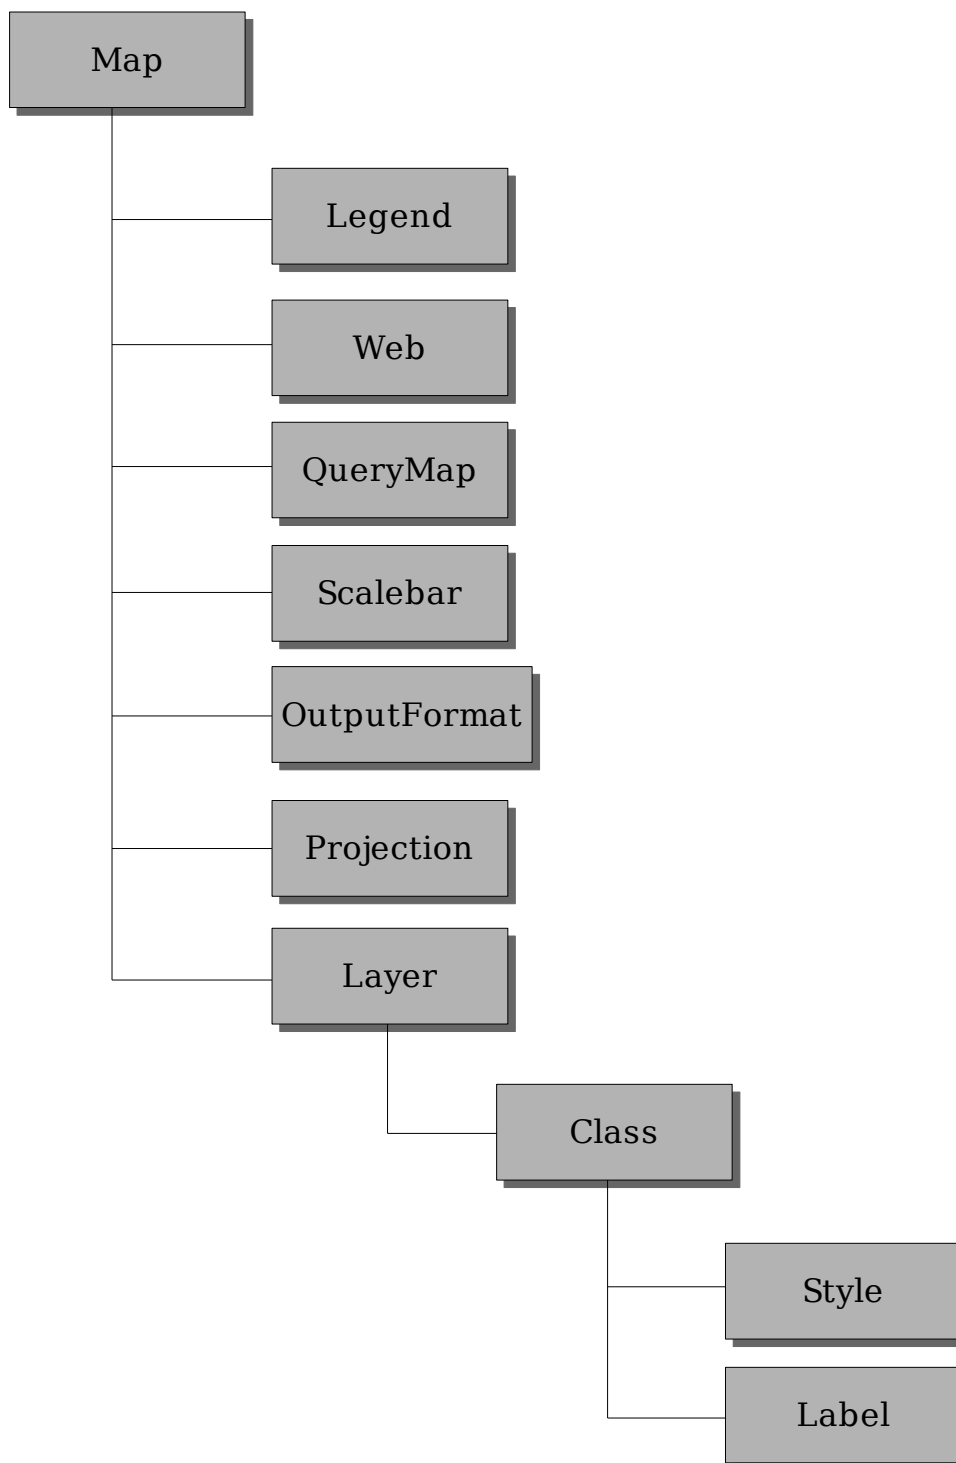 Map
Legend
Web
QueryMap
Scalebar
OutputFormat
Projection
Layer
Class
Style
Label